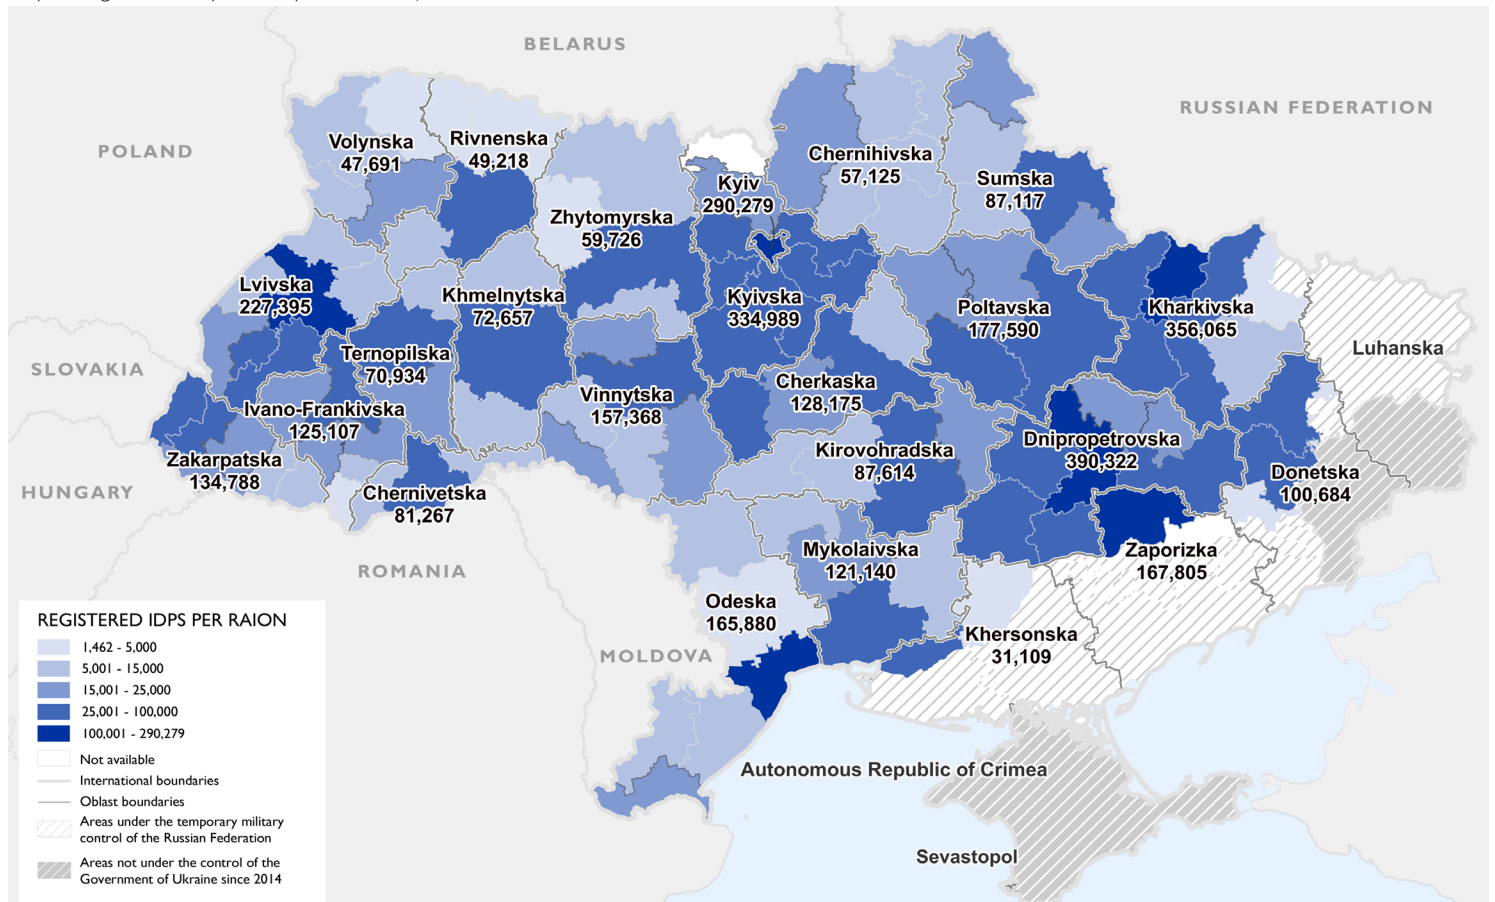 BELARUS
RUSSIAN FEDERATION
POLAND
Volynska
47,691
Rivnenska
49,218
Chernihivska
57,125
Kyiv
290,279
Sumska
87,117
Zhytomyrska
59,726
Lvivska
227,395
Khmelnytska
72,657
Kyivska
334,989
Poltavska
177,590
Kharkivska
356,065
Luhanska
SLOVAKIA
Ternopilska
70,934
Vinnytska
157,368
Cherkaska
128,175
Ivano-Frankivska
125,107
Kirovohradska
87,614
Dnipropetrovska
390,322
Zakarpatska
134,788
Donetska
100,684
HUNGARY
Chernivetska
81,267
ROMANIA
Mykolaivska
121,140
Zaporizka
167,805
Odeska
165,880
Khersonska
31,109
MOLDOVA
Autonomous Republic of Crimea
Sevastopol
REGISTERED IDPS PER RAION
1,462 - 5,000
5,001 - 15,000
15,001 - 25,000
25,001 - 100,000
100,001 - 290,279
Not available
International boundaries
Oblast boundaries
Areas under the temporary military
control of the Russian Federation
Areas not under the control of the
Government of Ukraine since 2014